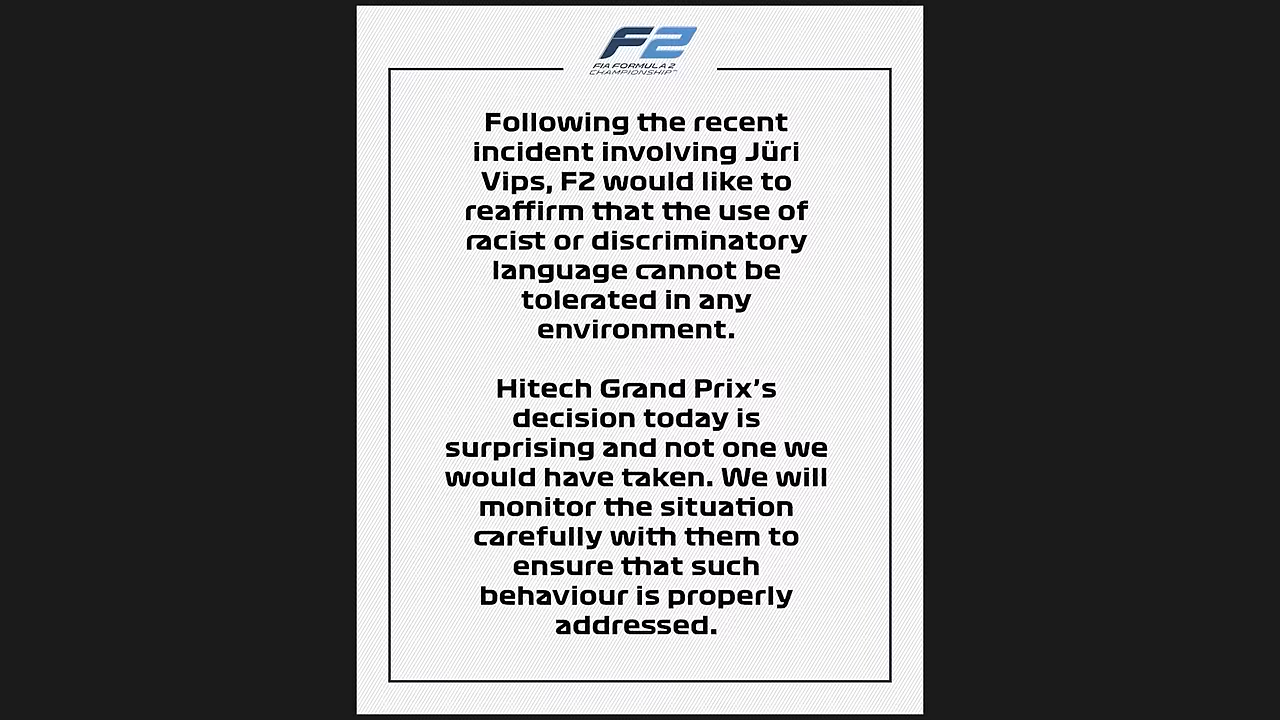 F2
FIA FORMULA 2
CHAMPIONSHIP™
Following the recent
incident involving Jüri
Vips, F2 would like to
reaffirm that the use of
racist or discriminatory
language cannot be
tolerated in any
environment.
Hitech Grand Prix's
decision today is
surprising and not one we
would have taken. We will
monitor the situation
carefully with them to
ensure that such
behaviour is properly
addressed.